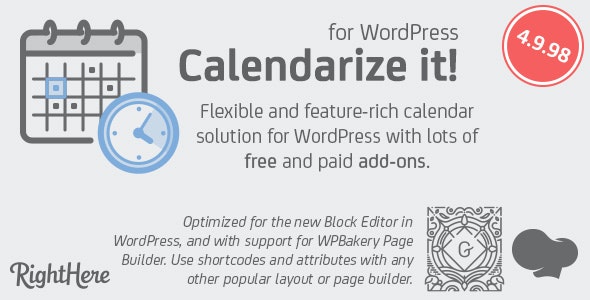 for WordPress
Calendarize it!
4.9.98
Flexible and feature-rich calendar
solution for WordPress with lots of
free and paid add-ons.
Optimized for the new Block Editor in
WordPress, and with support for WPBakery Page
Builder. Use shortcodes and attributes with any
other popular layout or page builder.
G
RightHere